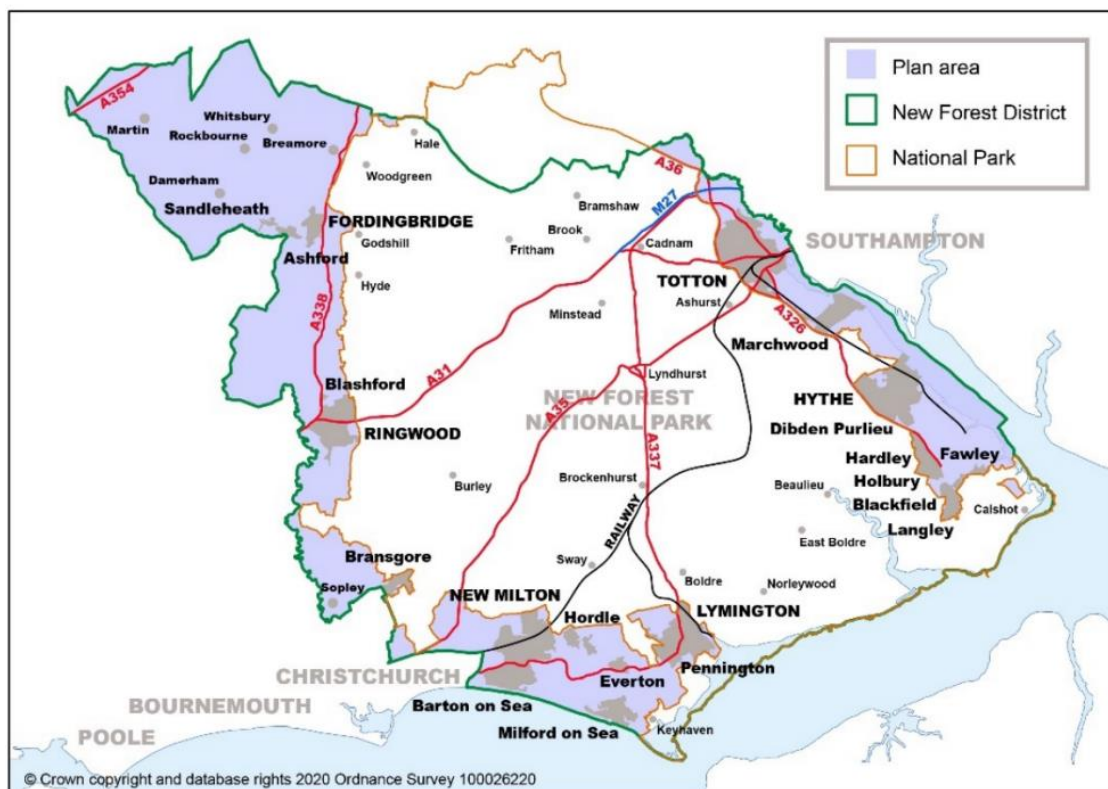 Plan area
New Forest District
National Park
A354
Martin
Whitsbury
Rockbourne
Breamore
Hale
Woodgreen
Damerham
Sandleheath
FORDINGBRIDGE
Godshill
Ashford
Hyde
A338
Bramshaw
Brook
Fritham
Cadnam
M27
A36
SOUTHAMPTON
TOTTON
Ashurst
Minstead
A326
Marchwood
A31
Blashford
RINGWOOD
Lyndhurst
NEW FOREST
NATIONAL PARK
A35
A337
HYTHE
Dibden Purlieu
Hardley
Fawley
Holbury
Blackfield
Langley
Calshot
Burley
Brockenhurst
Beaulieu
RAILWAY
East Boldre
Bransgore
Sopley
Sway
Boldre
Norleywood
NEW MILTON
Hordle
LYMINGTON
Pennington
CHRISTCHURCH
Everton
BOURNEMOUTH
Barton on Sea
Milford on Sea
Keyhaven
POOLE
© Crown copyright and database rights 2020 Ordnance Survey 100026220